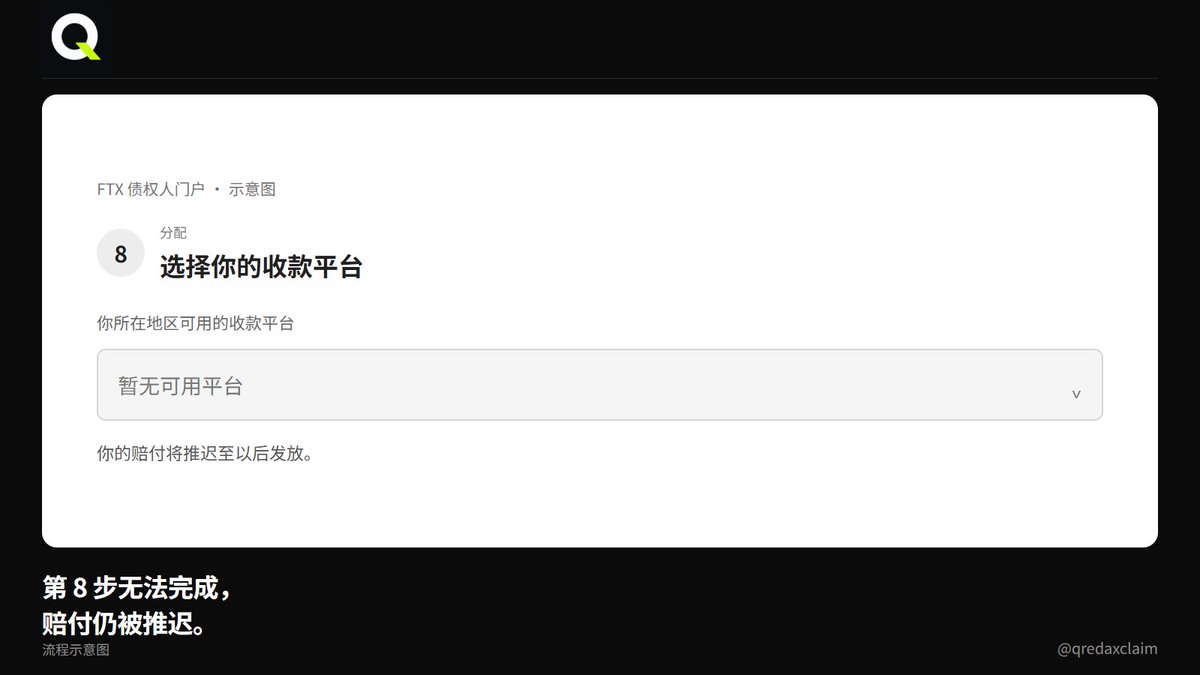 FTX 债权人门户 · 示意图
8
分配
选择你的收款平台
你所在地区可用的收款平台
暂无可用平台
你的赔付将推迟至以后发放。
第 8 步无法完成，
赔付仍被推迟。
流程示意图
@qredaxclaim